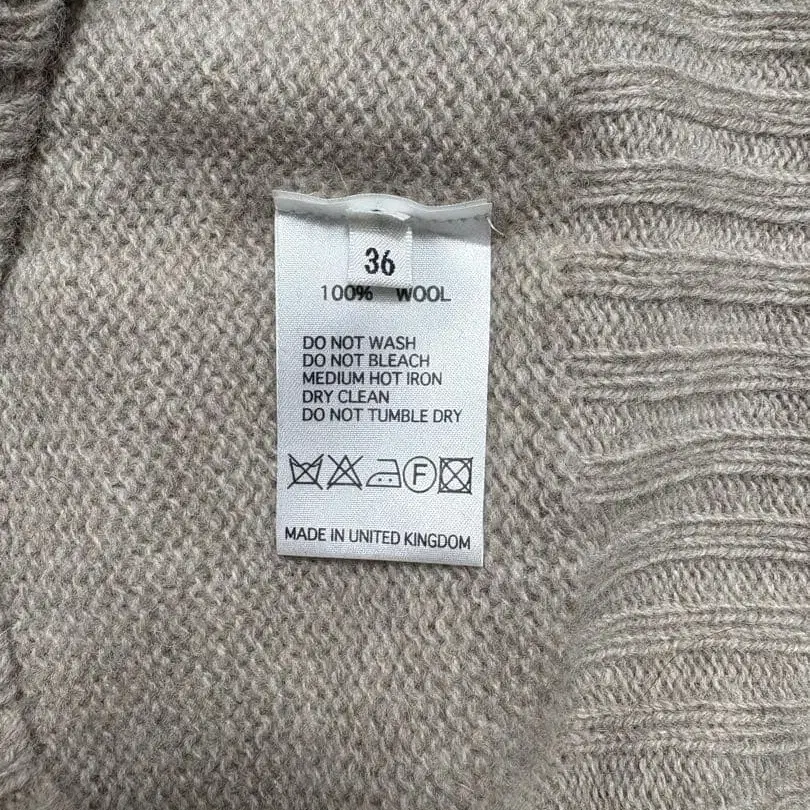 36
100% WOOL
DO NOT WASH
DO NOT BLEACH
MEDIUM HOT IRON
DRY CLEAN
DO NOT TUMBLE DRY
F
MADE IN UNITED KINGDOM